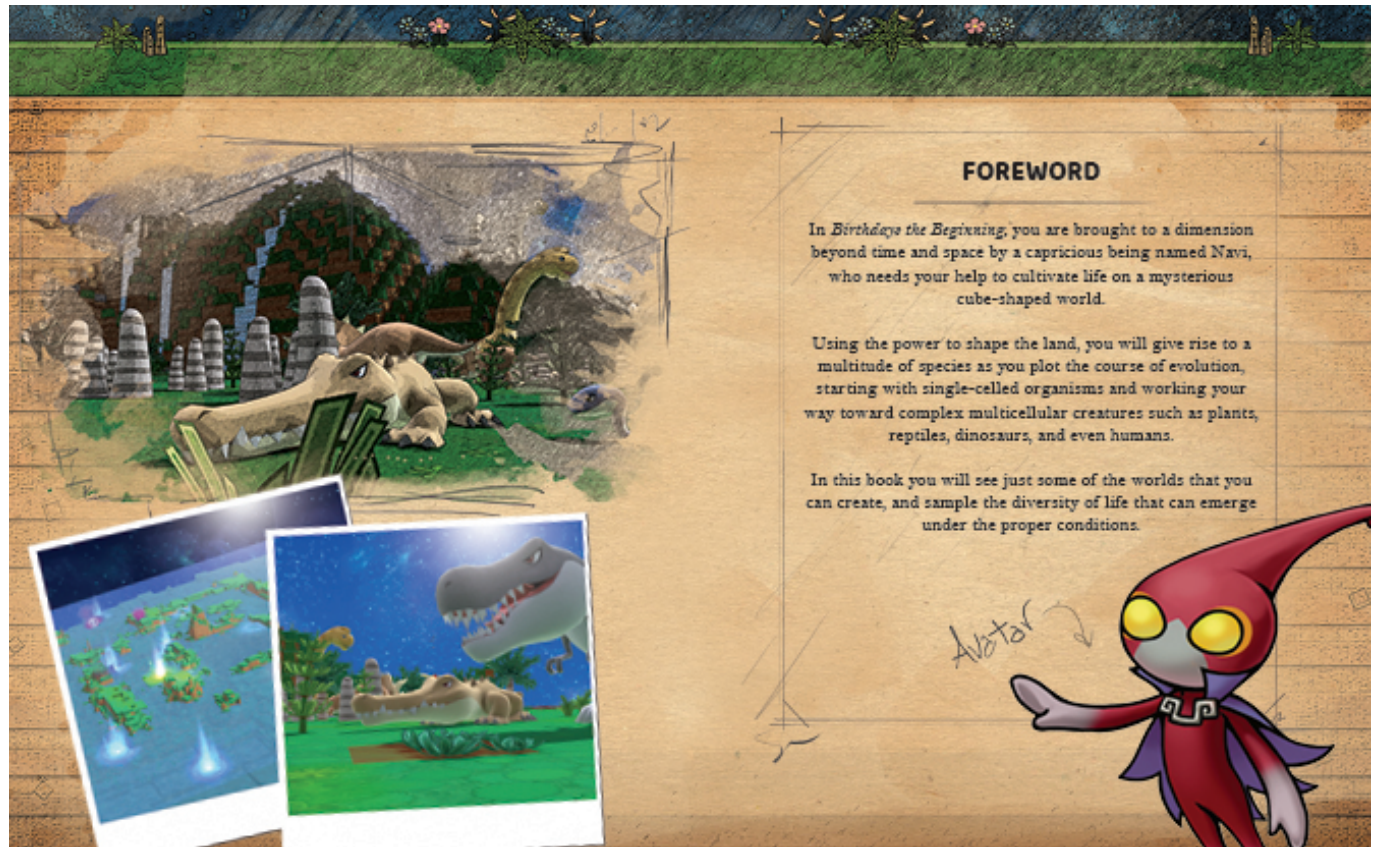 FOREWORD
In Birthdays the Beginning, you are brought to a dimension
beyond time and space by a capricious being named Navi,
who needs your help to cultivate life on a mysterious
cube-shaped world.
Using the power to shape the land, you will give rise to a
multitude of species as you plot the course of evolution,
starting with single-celled organisms and working your
way toward complex multicellular creatures such as plants,
reptiles, dinosaurs, and even humans.
In this book you will see just some of the worlds that you
can create, and sample the diversity of life that can emerge
under the proper conditions.
Avatar